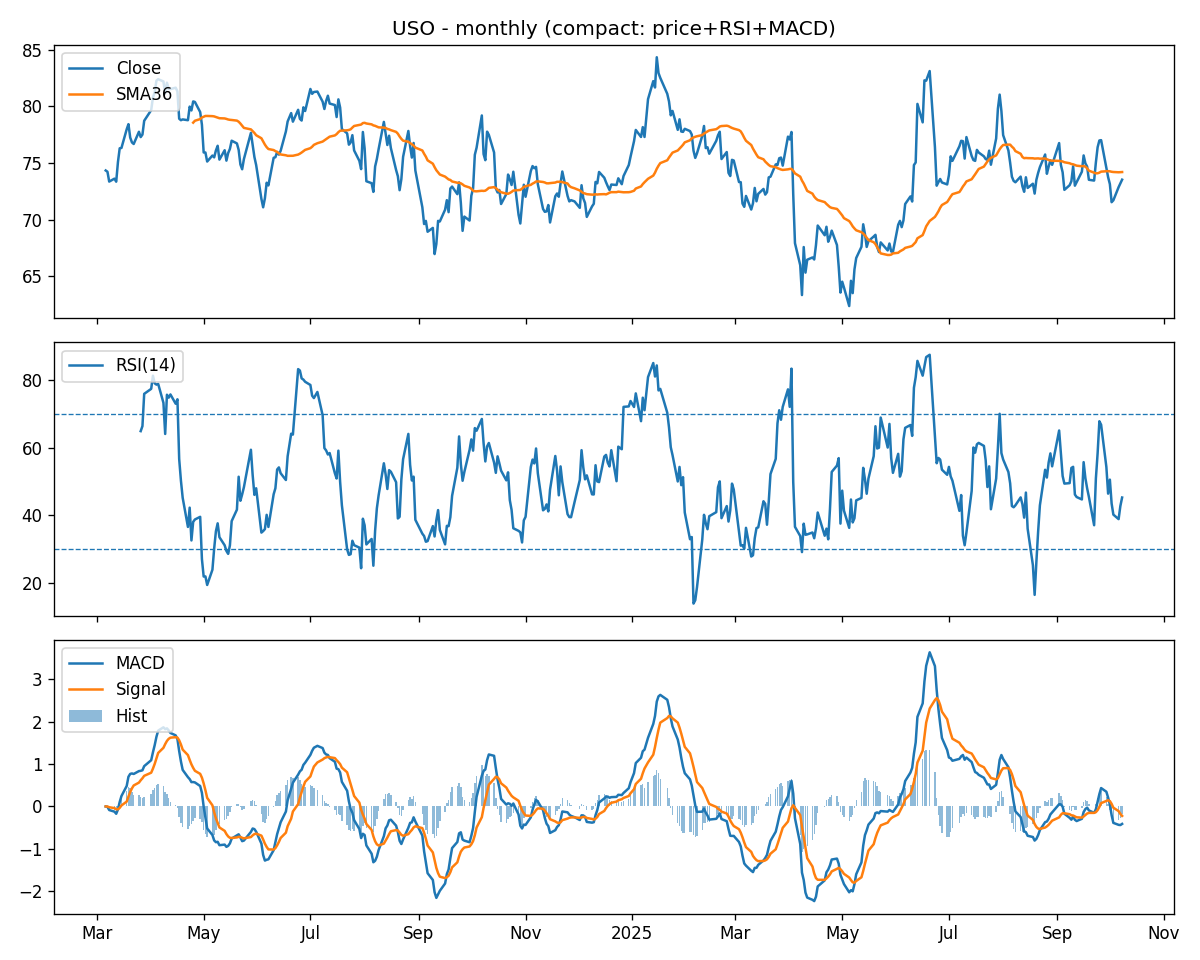 USO - monthly (compact: price+RSI+MACD)
85
80
75
70
65
Close
SMA36
80
60
40
20
RSI(14)
3
2
1
0
−1
−2
MACD
Signal
Hist
Mar May Jul Sep Nov 2025 Mar May Jul Sep Nov